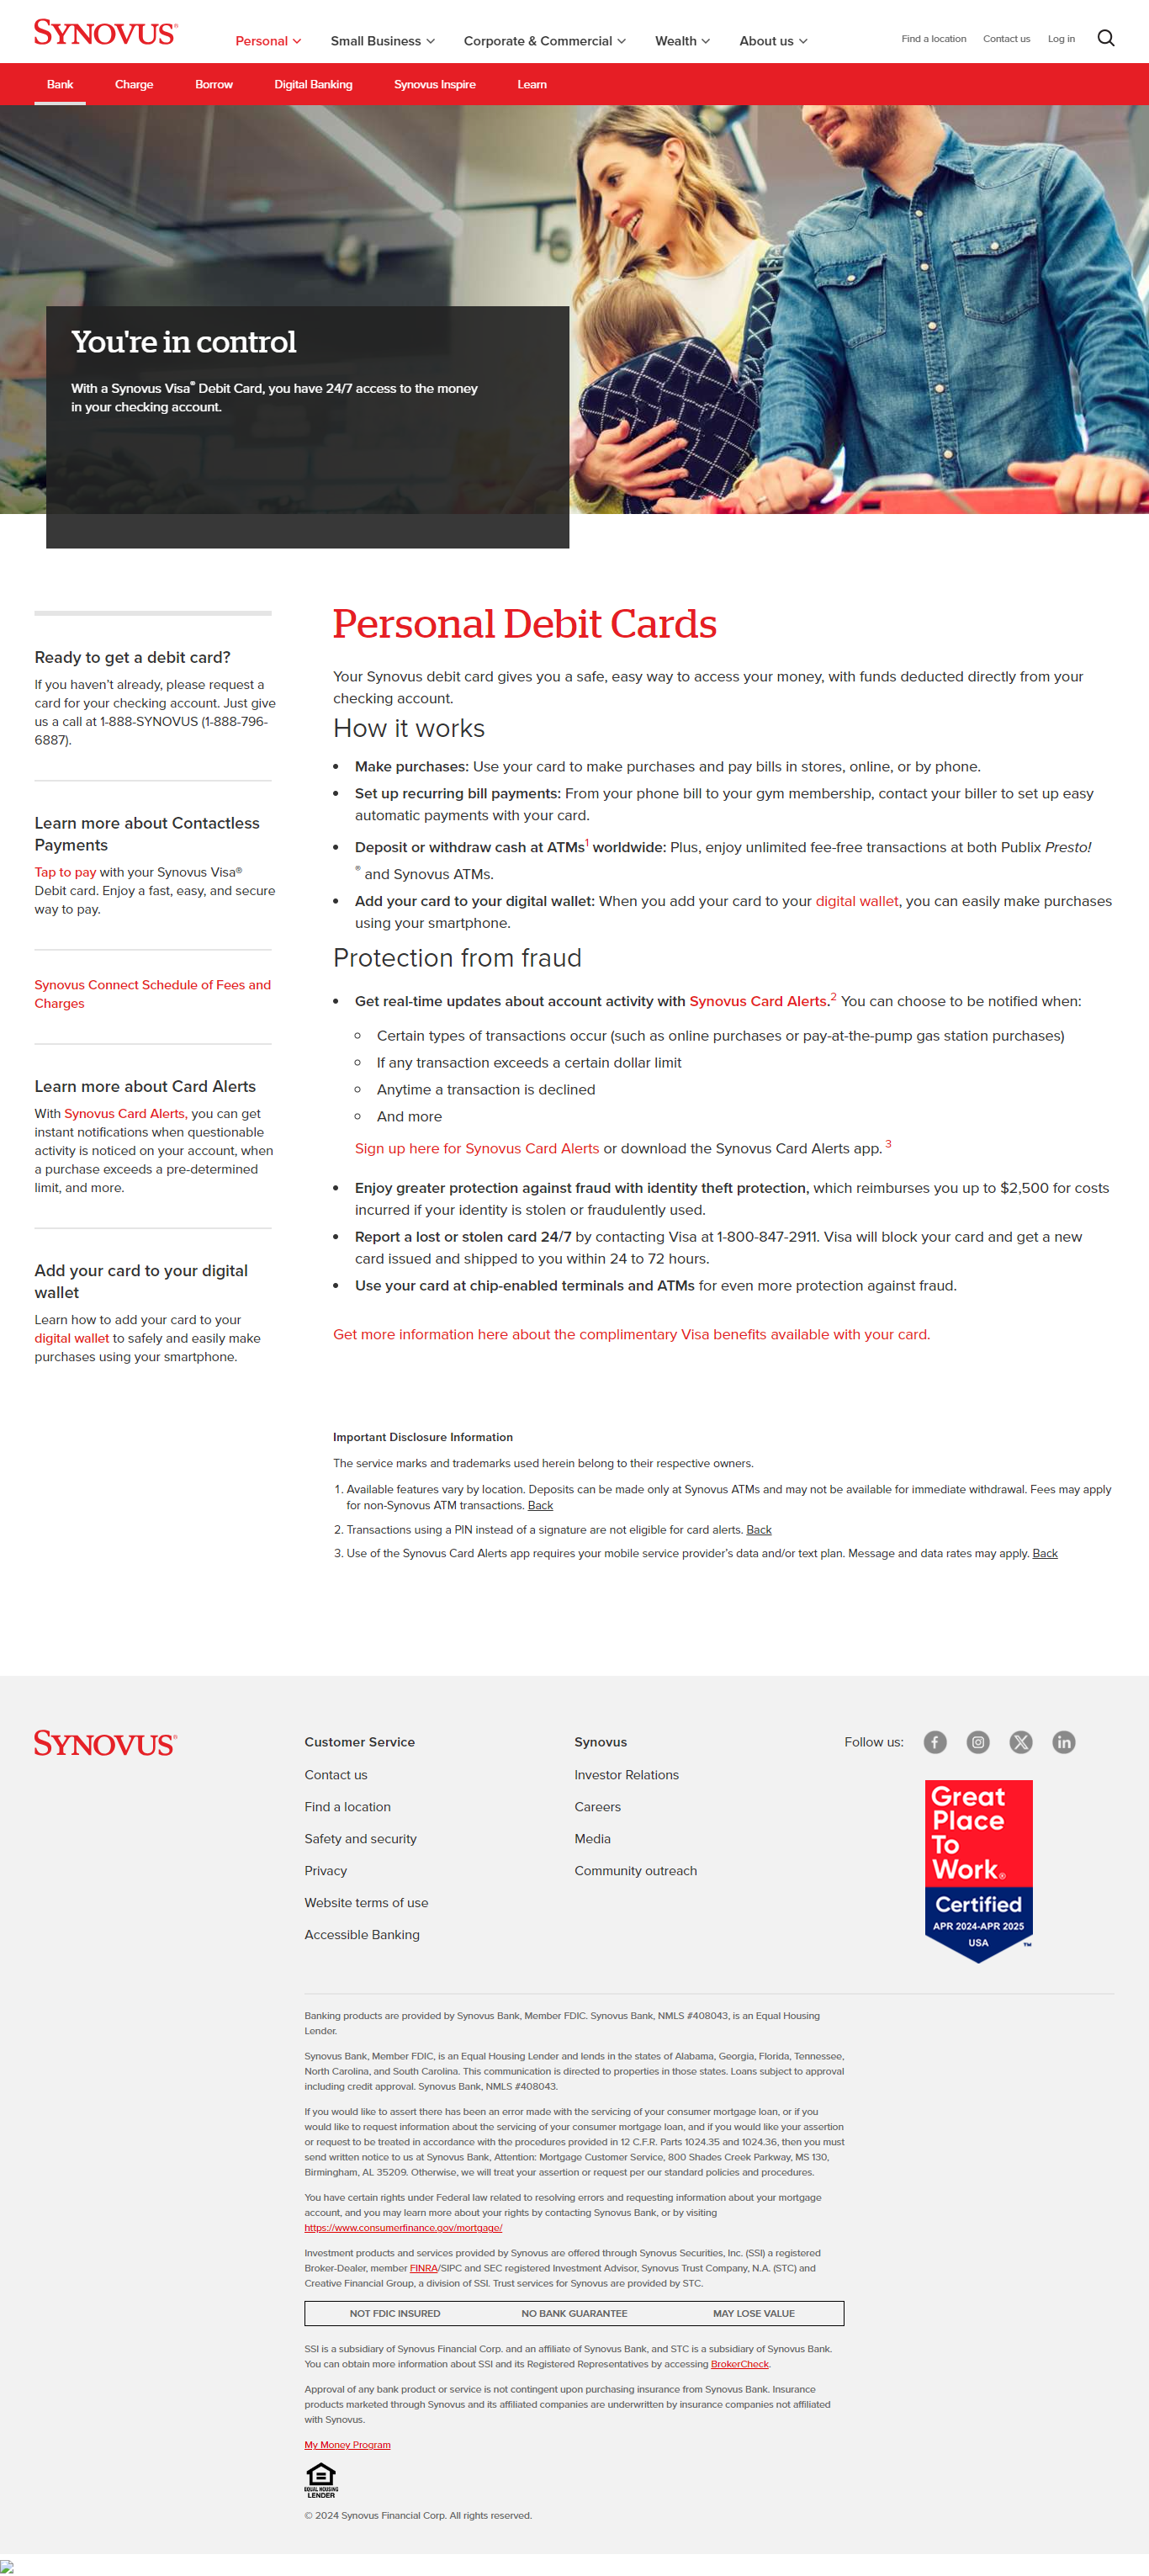 SYNOVUS®
Personal
Small Business
Corporate & Commercial
Wealth
About us
Find a location
Contact us
Log in
Bank
Charge
Borrow
Digital Banking
Synovus Inspire
Learn
You're in control
With a Synovus Visa® Debit Card, you have 24/7 access to the money
in your checking account.
Ready to get a debit card?
If you haven’t already, please request a
card for your checking account. Just give
us a call at 1-888-SYNOVUS (1-888-796-
6887).
Learn more about Contactless
Payments
Tap to pay with your Synovus Visa®
Debit card. Enjoy a fast, easy, and secure
way to pay.
Synovus Connect Schedule of Fees and
Charges
Learn more about Card Alerts
With Synovus Card Alerts, you can get
instant notifications when questionable
activity is noticed on your account, when
a purchase exceeds a pre-determined
limit, and more.
Add your card to your digital
wallet
Learn how to add your card to your
digital wallet to safely and easily make
purchases using your smartphone.
Personal Debit Cards
Your Synovus debit card gives you a safe, easy way to access your money, with funds deducted directly from your
checking account.
How it works
• Make purchases: Use your card to make purchases and pay bills in stores, online, or by phone.
• Set up recurring bill payments: From your phone bill to your gym membership, contact your biller to set up easy
automatic payments with your card.
• Deposit or withdraw cash at ATMs1 worldwide: Plus, enjoy unlimited fee-free transactions at both Publix Presto!
® and Synovus ATMs.
• Add your card to your digital wallet: When you add your card to your digital wallet, you can easily make purchases
using your smartphone.
Protection from fraud
• Get real-time updates about account activity with Synovus Card Alerts.2 You can choose to be notified when:
○ Certain types of transactions occur (such as online purchases or pay-at-the-pump gas station purchases)
○ If any transaction exceeds a certain dollar limit
○ Anytime a transaction is declined
○ And more
Sign up here for Synovus Card Alerts or download the Synovus Card Alerts app. 3
• Enjoy greater protection against fraud with identity theft protection, which reimburses you up to $2,500 for costs
incurred if your identity is stolen or fraudulently used.
• Report a lost or stolen card 24/7 by contacting Visa at 1-800-847-2911. Visa will block your card and get a new
card issued and shipped to you within 24 to 72 hours.
• Use your card at chip-enabled terminals and ATMs for even more protection against fraud.
Get more information here about the complimentary Visa benefits available with your card.
Important Disclosure Information
The service marks and trademarks used herein belong to their respective owners.
1. Available features vary by location. Deposits can be made only at Synovus ATMs and may not be available for immediate withdrawal. Fees may apply
for non-Synovus ATM transactions. Back
2. Transactions using a PIN instead of a signature are not eligible for card alerts. Back
3. Use of the Synovus Card Alerts app requires your mobile service provider’s data and/or text plan. Message and data rates may apply. Back
SYNOVUS®
Customer Service
Contact us
Find a location
Safety and security
Privacy
Website terms of use
Accessible Banking
Synovus
Investor Relations
Careers
Media
Community outreach
Follow us:
Great
Place
To
Work®
Certified
APR 2024-APR 2025
USA
™
Banking products are provided by Synovus Bank, Member FDIC. Synovus Bank, NMLS #408043, is an Equal Housing
Lender.
Synovus Bank, Member FDIC, is an Equal Housing Lender and lends in the states of Alabama, Georgia, Florida, Tennessee,
North Carolina, and South Carolina. This communication is directed to properties in those states. Loans subject to approval
including credit approval. Synovus Bank, NMLS #408043.
If you would like to assert there has been an error made with the servicing of your consumer mortgage loan, or if you
would like to request information about the servicing of your consumer mortgage loan, and if you would like your assertion
or request to be treated in accordance with the procedures provided in 12 C.F.R. Parts 1024.35 and 1024.36, then you must
send written notice to us at Synovus Bank, Attention: Mortgage Customer Service, 800 Shades Creek Parkway, MS 130,
Birmingham, AL 35209. Otherwise, we will treat your assertion or request per our standard policies and procedures.
You have certain rights under Federal law related to resolving errors and requesting information about your mortgage
account, and you may learn more about your rights by contacting Synovus Bank, or by visiting
https://www.consumerfinance.gov/mortgage/
Investment products and services provided by Synovus are offered through Synovus Securities, Inc. (SSI) a registered
Broker-Dealer, member FINRA/SIPC and SEC registered Investment Advisor, Synovus Trust Company, N.A. (STC) and
Creative Financial Group, a division of SSI. Trust services for Synovus are provided by STC.
NOT FDIC INSURED NO BANK GUARANTEE MAY LOSE VALUE
SSI is a subsidiary of Synovus Financial Corp. and an affiliate of Synovus Bank, and STC is a subsidiary of Synovus Bank.
You can obtain more information about SSI and its Registered Representatives by accessing BrokerCheck.
Approval of any bank product or service is not contingent upon purchasing insurance from Synovus Bank. Insurance
products marketed through Synovus and its affiliated companies are underwritten by insurance companies not affiliated
with Synovus.
My Money Program
EQUAL HOUSING
LENDER
© 2024 Synovus Financial Corp. All rights reserved.